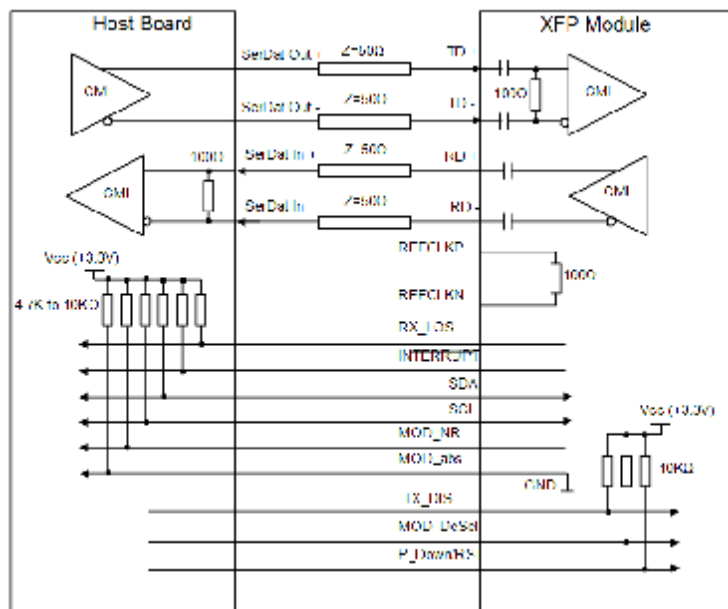 Host Board
XFP Module
SerDat Out +
Z=50Ω
TD +
CML
100Ω
CML
SerDat Out -
Z=50Ω
TD -
100Ω
SerDat In +
Z=50Ω
RD +
CML
CML
SerDat In -
Z=50Ω
RD -
REFCLKP
Vcc (+3.3V)
100Ω
4.7K to 10KΩ
REFCLKN
RX_LOS
INTERRUPT
SDA
SCL
Vcc (+3.3V)
MOD_NR
MOD_abs
10KΩ
GND
TX_DIS
MOD_DeSel
P_Down/RS